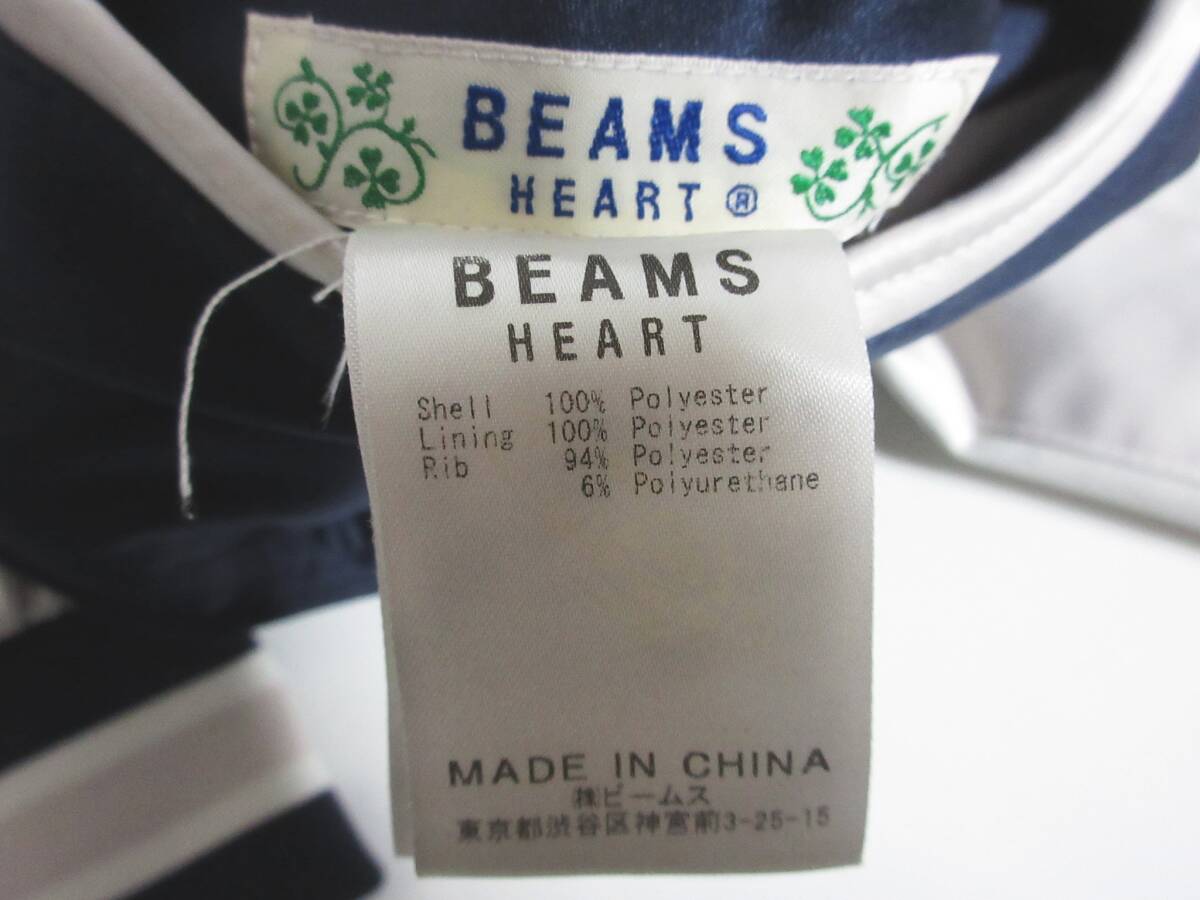 BEAMS
HEART ®
BEAMS
HEART
Shell 100% Polyester
Lining 100% Polyester
Rib 94% Polyester
6% Polyurethane
MADE IN CHINA
㈱ビームス
東京都渋谷区神宮前3-25-15